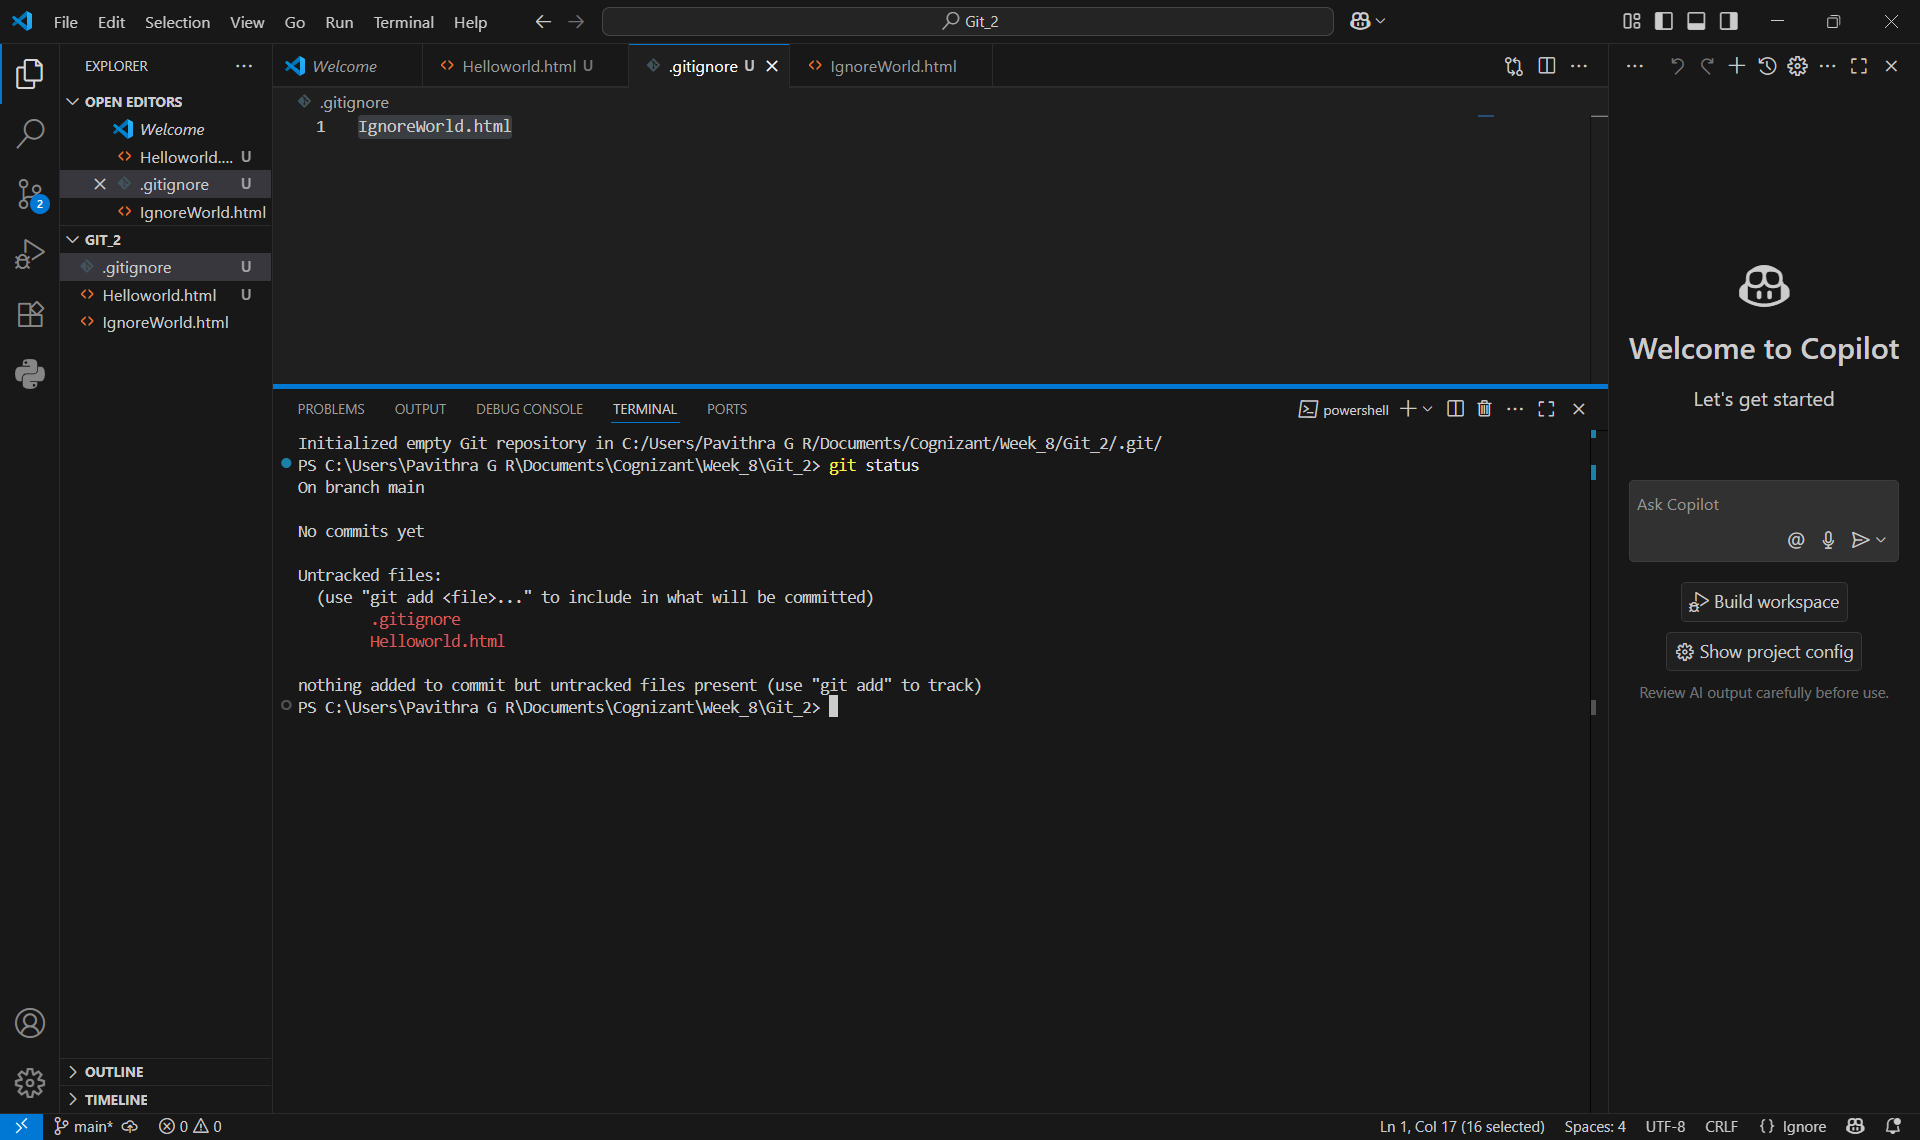 File Edit Selection View Go Run Terminal Help
Git_2
EXPLORER
OPEN EDITORS
Welcome
Helloworld.... U
.gitignore U
IgnoreWorld.html
GIT_2
.gitignore U
Helloworld.html U
IgnoreWorld.html
OUTLINE
TIMELINE
Welcome
Helloworld.html U
.gitignore U
IgnoreWorld.html
.gitignore
1 IgnoreWorld.html
PROBLEMS OUTPUT DEBUG CONSOLE TERMINAL PORTS
powershell
Initialized empty Git repository in C:/Users/Pavithra G R/Documents/Cognizant/Week_8/Git_2/.git/
PS C:\Users\Pavithra G R\Documents\Cognizant\Week_8\Git_2> git status
On branch main
No commits yet
Untracked files:
(use "git add <file>..." to include in what will be committed)
.gitignore
Helloworld.html
nothing added to commit but untracked files present (use "git add" to track)
PS C:\Users\Pavithra G R\Documents\Cognizant\Week_8\Git_2>
Welcome to Copilot
Let's get started
Ask Copilot
@
Build workspace
Show project config
Review AI output carefully before use.
2
main* 0 0
Ln 1, Col 17 (16 selected) Spaces: 4 UTF-8 CRLF {} Ignore